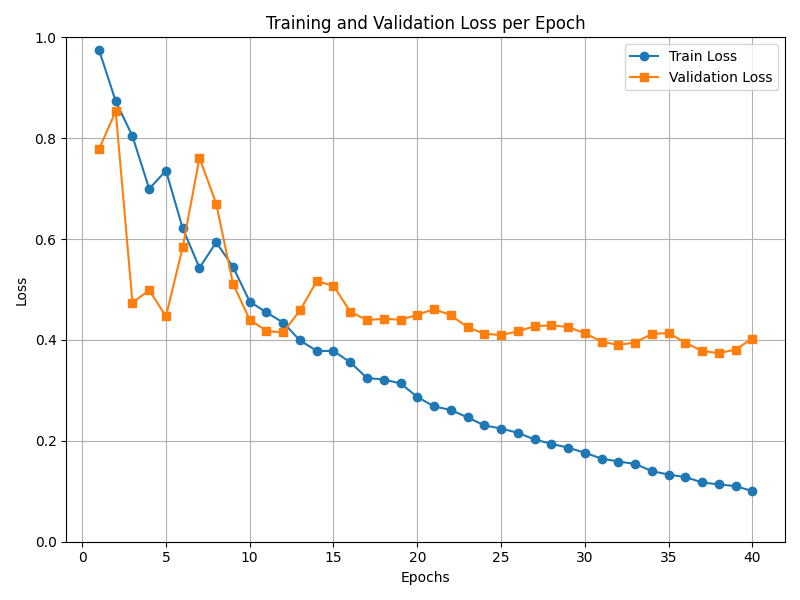 Training and Validation Loss per Epoch
Train Loss
Validation Loss
1.0
0.8
0.6
0.4
0.2
0.0
Loss
0 5 10 15 20 25 30 35 40
Epochs